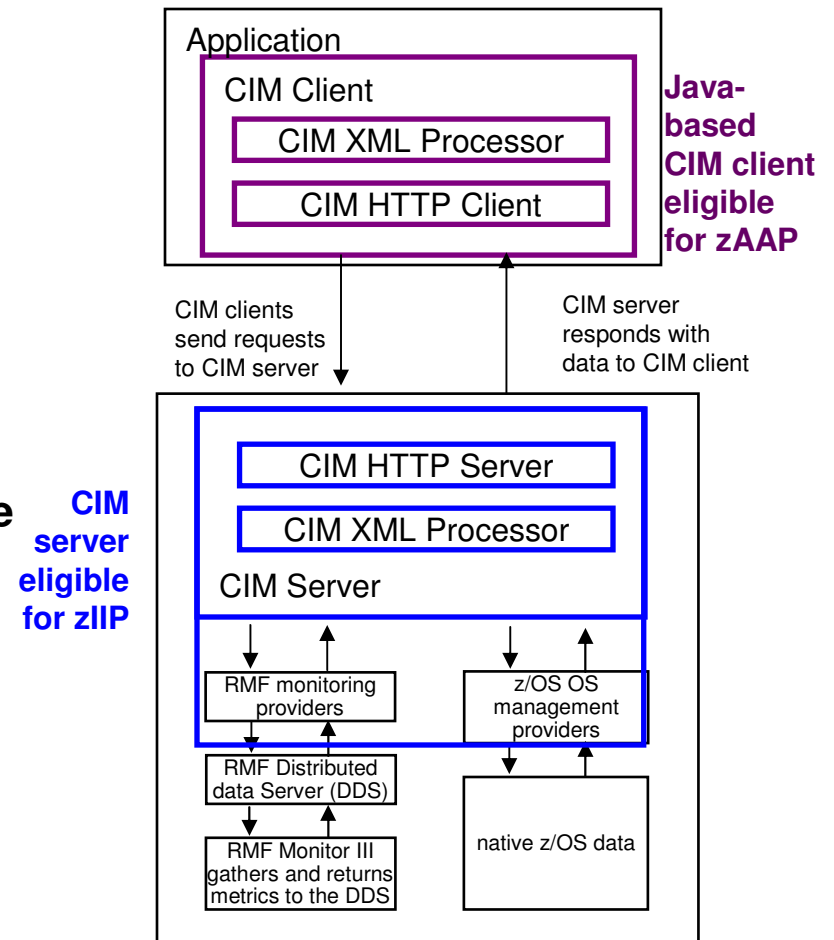 Application
CIM Client
CIM XML Processor
CIM HTTP Client
Java-
based
CIM client
eligible
for zAAP
CIM clients
send requests
to CIM server
CIM server
responds with
data to CIM client
CIM HTTP Server
CIM XML Processor
CIM Server
e
CIM
server
eligible
for zIIP
RMF monitoring
providers
z/OS OS
management
providers
RMF Distributed
data Server (DDS)
RMF Monitor III
gathers and returns
metrics to the DDS
native z/OS data